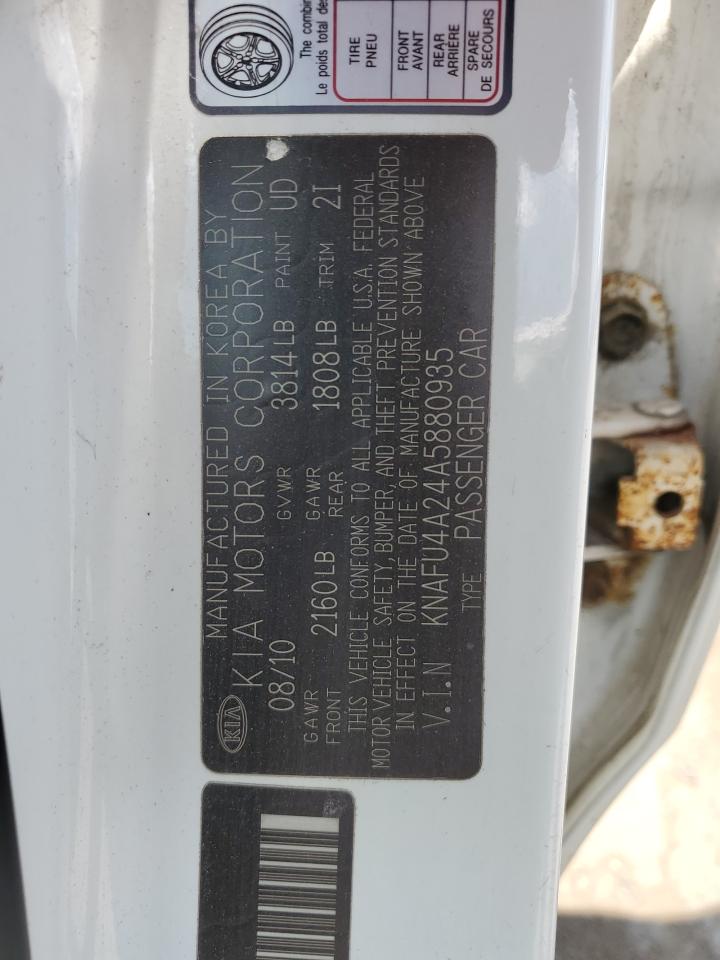 The combin
Le poids total des
TIRE
PNEU
FRONT
AVANT
REAR
ARRIÈRE
SPARE
DE SECOURS
MANUFACTURED IN KOREA BY
KIA KIA MOTORS CORPORATION
08/10 GVWR 3814LB PAINT UD
GAWR FRONT 2160LB GAWR REAR 1808LB TRIM 2I
THIS VEHICLE CONFORMS TO ALL APPLICABLE U.S.A. FEDERAL
MOTOR VEHICLE SAFETY, BUMPER, AND THEFT PREVENTION STANDARDS
IN EFFECT ON THE DATE OF MANUFACTURE SHOWN ABOVE
V.I.N KNAFU4A24A5880935
TYPE PASSENGER CAR